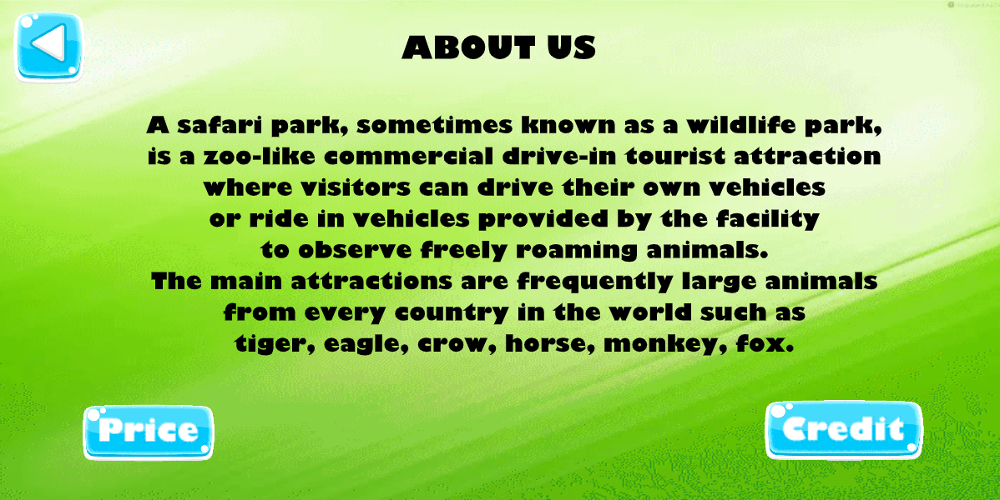 ABOUT US
A safari park, sometimes known as a wildlife park,
is a zoo-like commercial drive-in tourist attraction
where visitors can drive their own vehicles
or ride in vehicles provided by the facility
to observe freely roaming animals.
The main attractions are frequently large animals
from every country in the world such as
tiger, eagle, crow, horse, monkey, fox.
Price
Credit